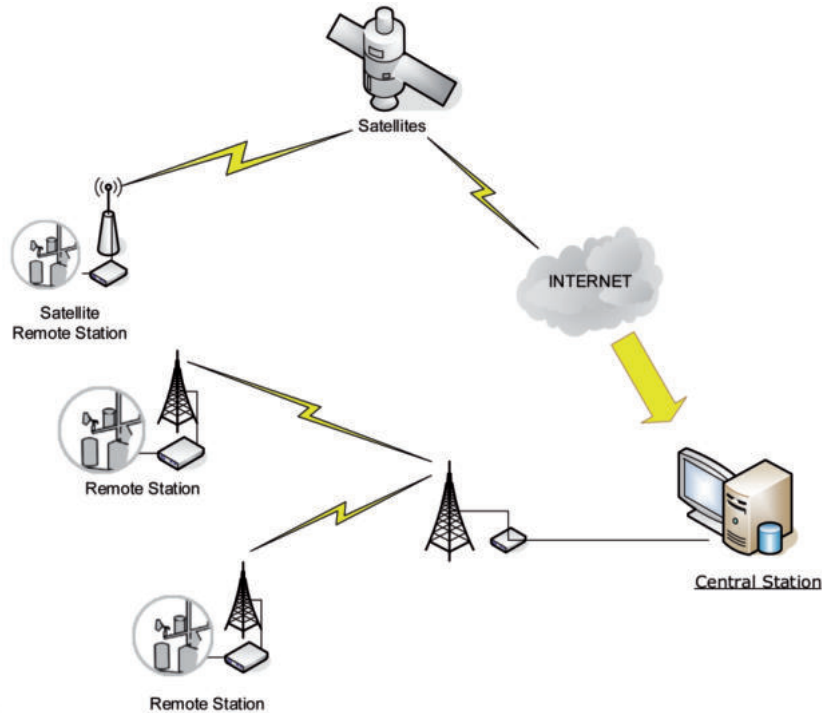 Satellites
INTERNET
Satellite
Remote Station
Remote Station
Central Station
Remote Station